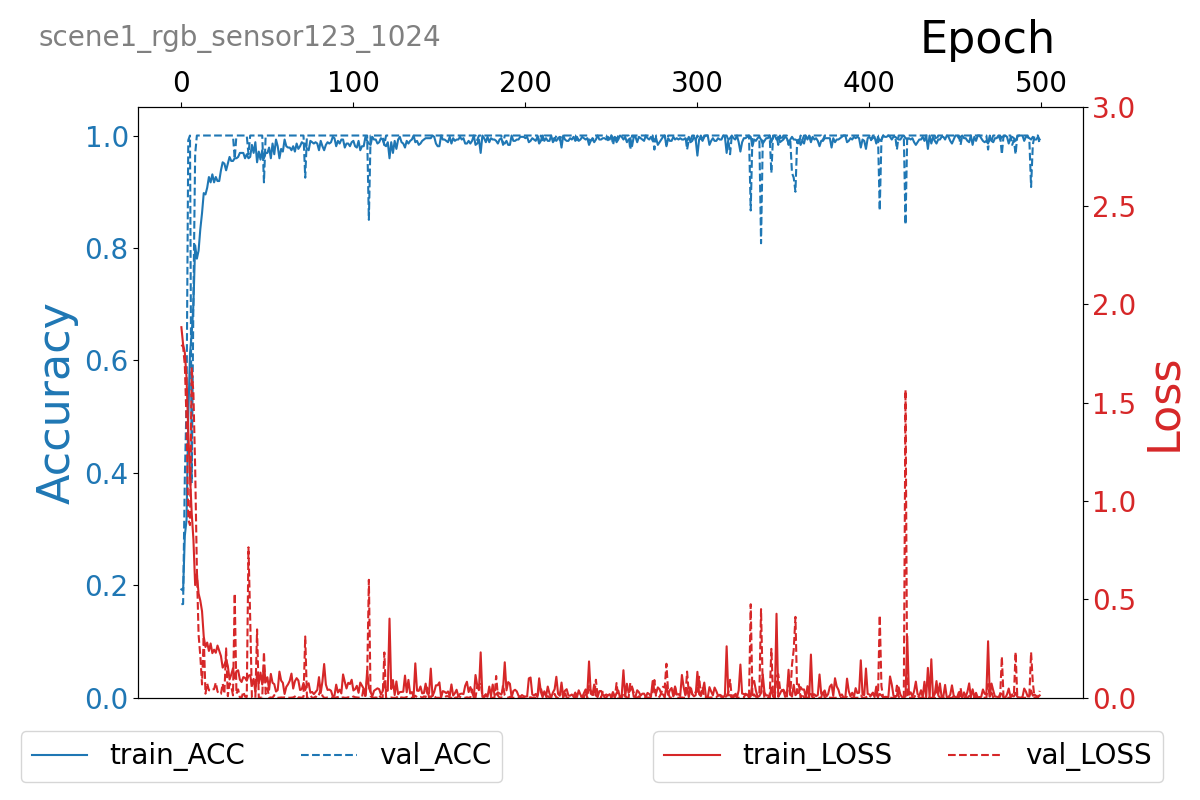 scene1_rgb_sensor123_1024
Epoch
0 100 200 300 400 500
1.0
0.8
0.6
0.4
0.2
0.0
Accuracy
3.0
2.5
2.0
1.5
1.0
0.5
0.0
Loss
train_ACC val_ACC
train_LOSS val_LOSS